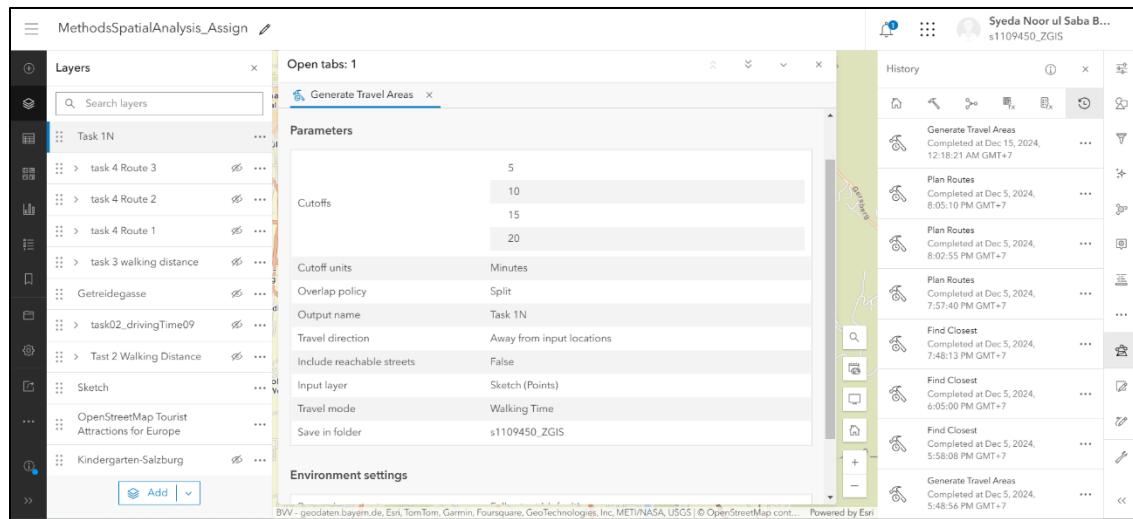 MethodsSpatialAnalysis_Assign
1
Syeda Noor ul Saba B...
s1109450_ZGIS
Layers
Search layers
Task 1N
task 4 Route 3
task 4 Route 2
task 4 Route 1
task 3 walking distance
Getreidegasse
task02_drivingTime09
Tast 2 Walking Distance
Sketch
OpenStreetMap Tourist
Attractions for Europe
Kindergarten-Salzburg
Add
Open tabs: 1
Generate Travel Areas
Parameters
Cutoffs
5
10
15
20
Cutoff units Minutes
Overlap policy Split
Output name Task 1N
Travel direction Away from input locations
Include reachable streets False
Input layer Sketch (Points)
Travel mode Walking Time
Save in folder s1109450_ZGIS
Environment settings
Gersberg
BVV - geodaten.bayern.de, Esri, TomTom, Garmin, Foursquare, GeoTechnologies, Inc, METI/NASA, USGS | © OpenStreetMap cont... Powered by Esri
History
Generate Travel Areas
Completed at Dec 15, 2024,
12:18:21 AM GMT+7
Plan Routes
Completed at Dec 5, 2024,
8:05:10 PM GMT+7
Plan Routes
Completed at Dec 5, 2024,
8:02:55 PM GMT+7
Plan Routes
Completed at Dec 5, 2024,
7:57:40 PM GMT+7
Find Closest
Completed at Dec 5, 2024,
7:48:13 PM GMT+7
Find Closest
Completed at Dec 5, 2024,
6:05:00 PM GMT+7
Find Closest
Completed at Dec 5, 2024,
5:58:08 PM GMT+7
Generate Travel Areas
Completed at Dec 5, 2024,
5:48:56 PM GMT+7